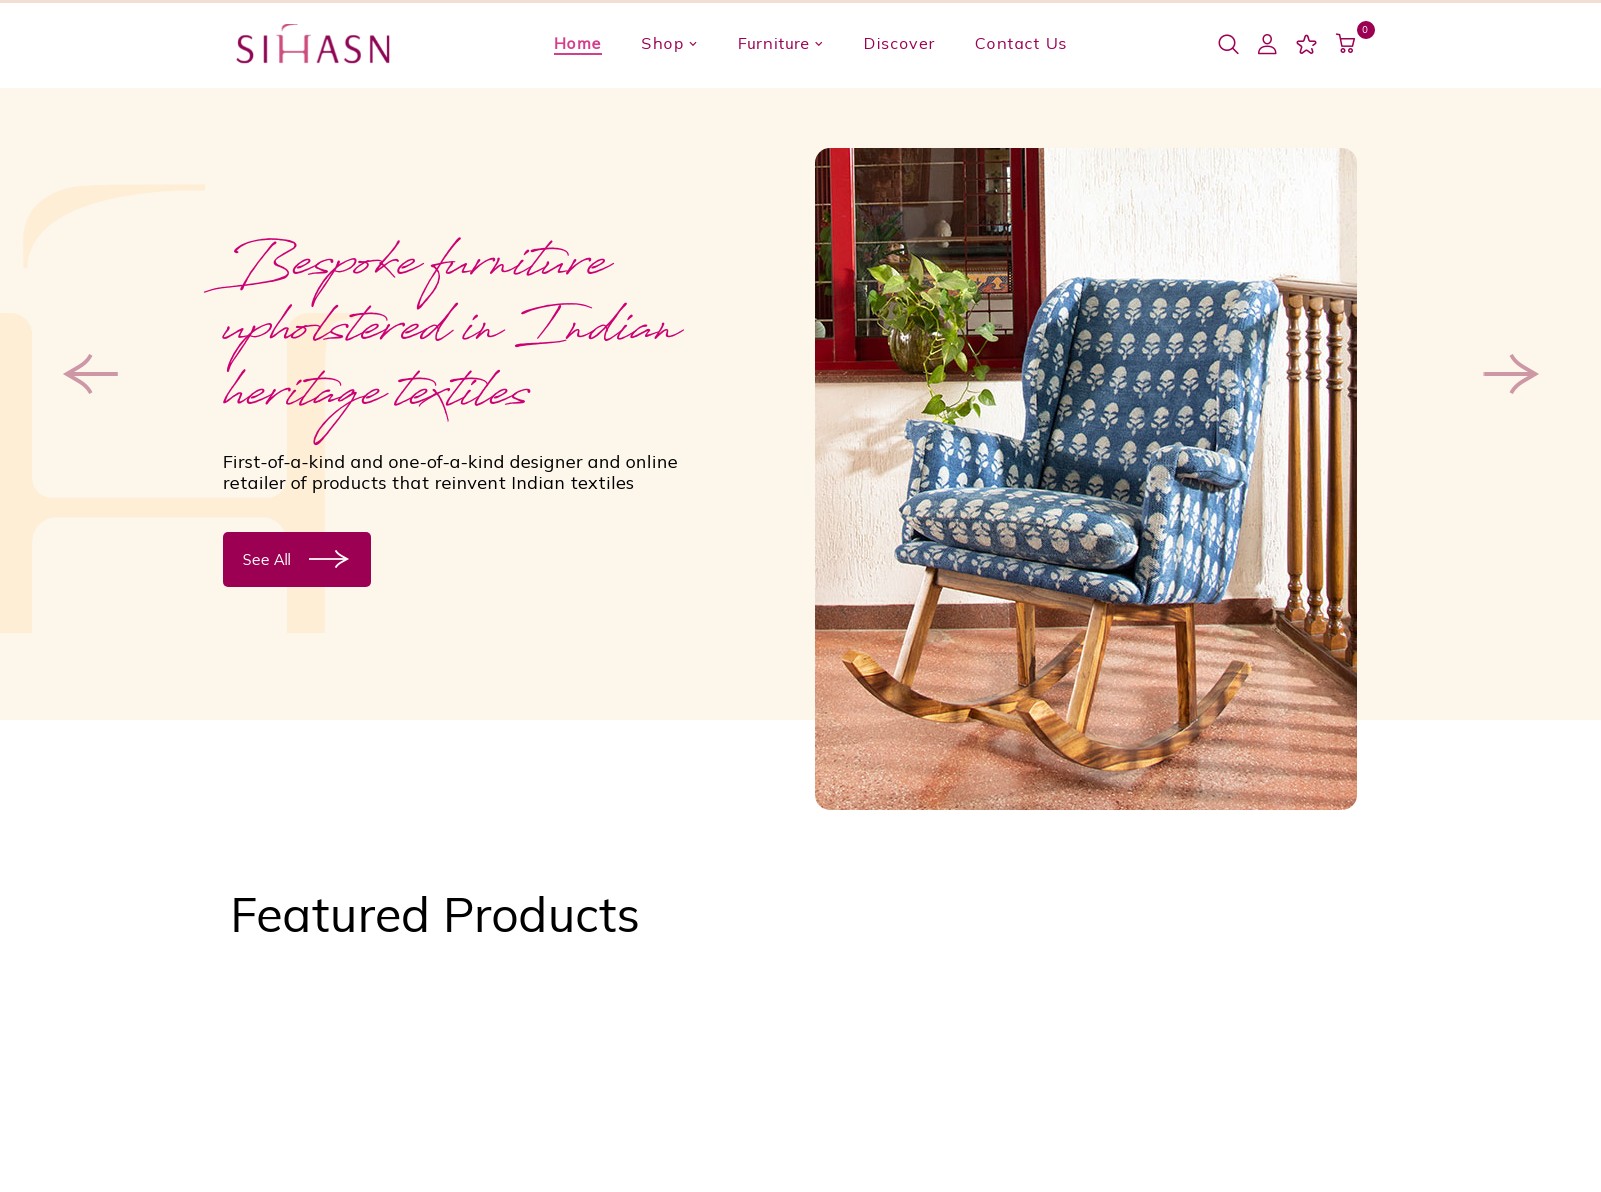 SIHASN
Home
Shop
Furniture
Discover
Contact Us
0
Bespoke furniture
upholstered in Indian
heritage textiles
First-of-a-kind and one-of-a-kind designer and online
retailer of products that reinvent Indian textiles
See All
Featured Products